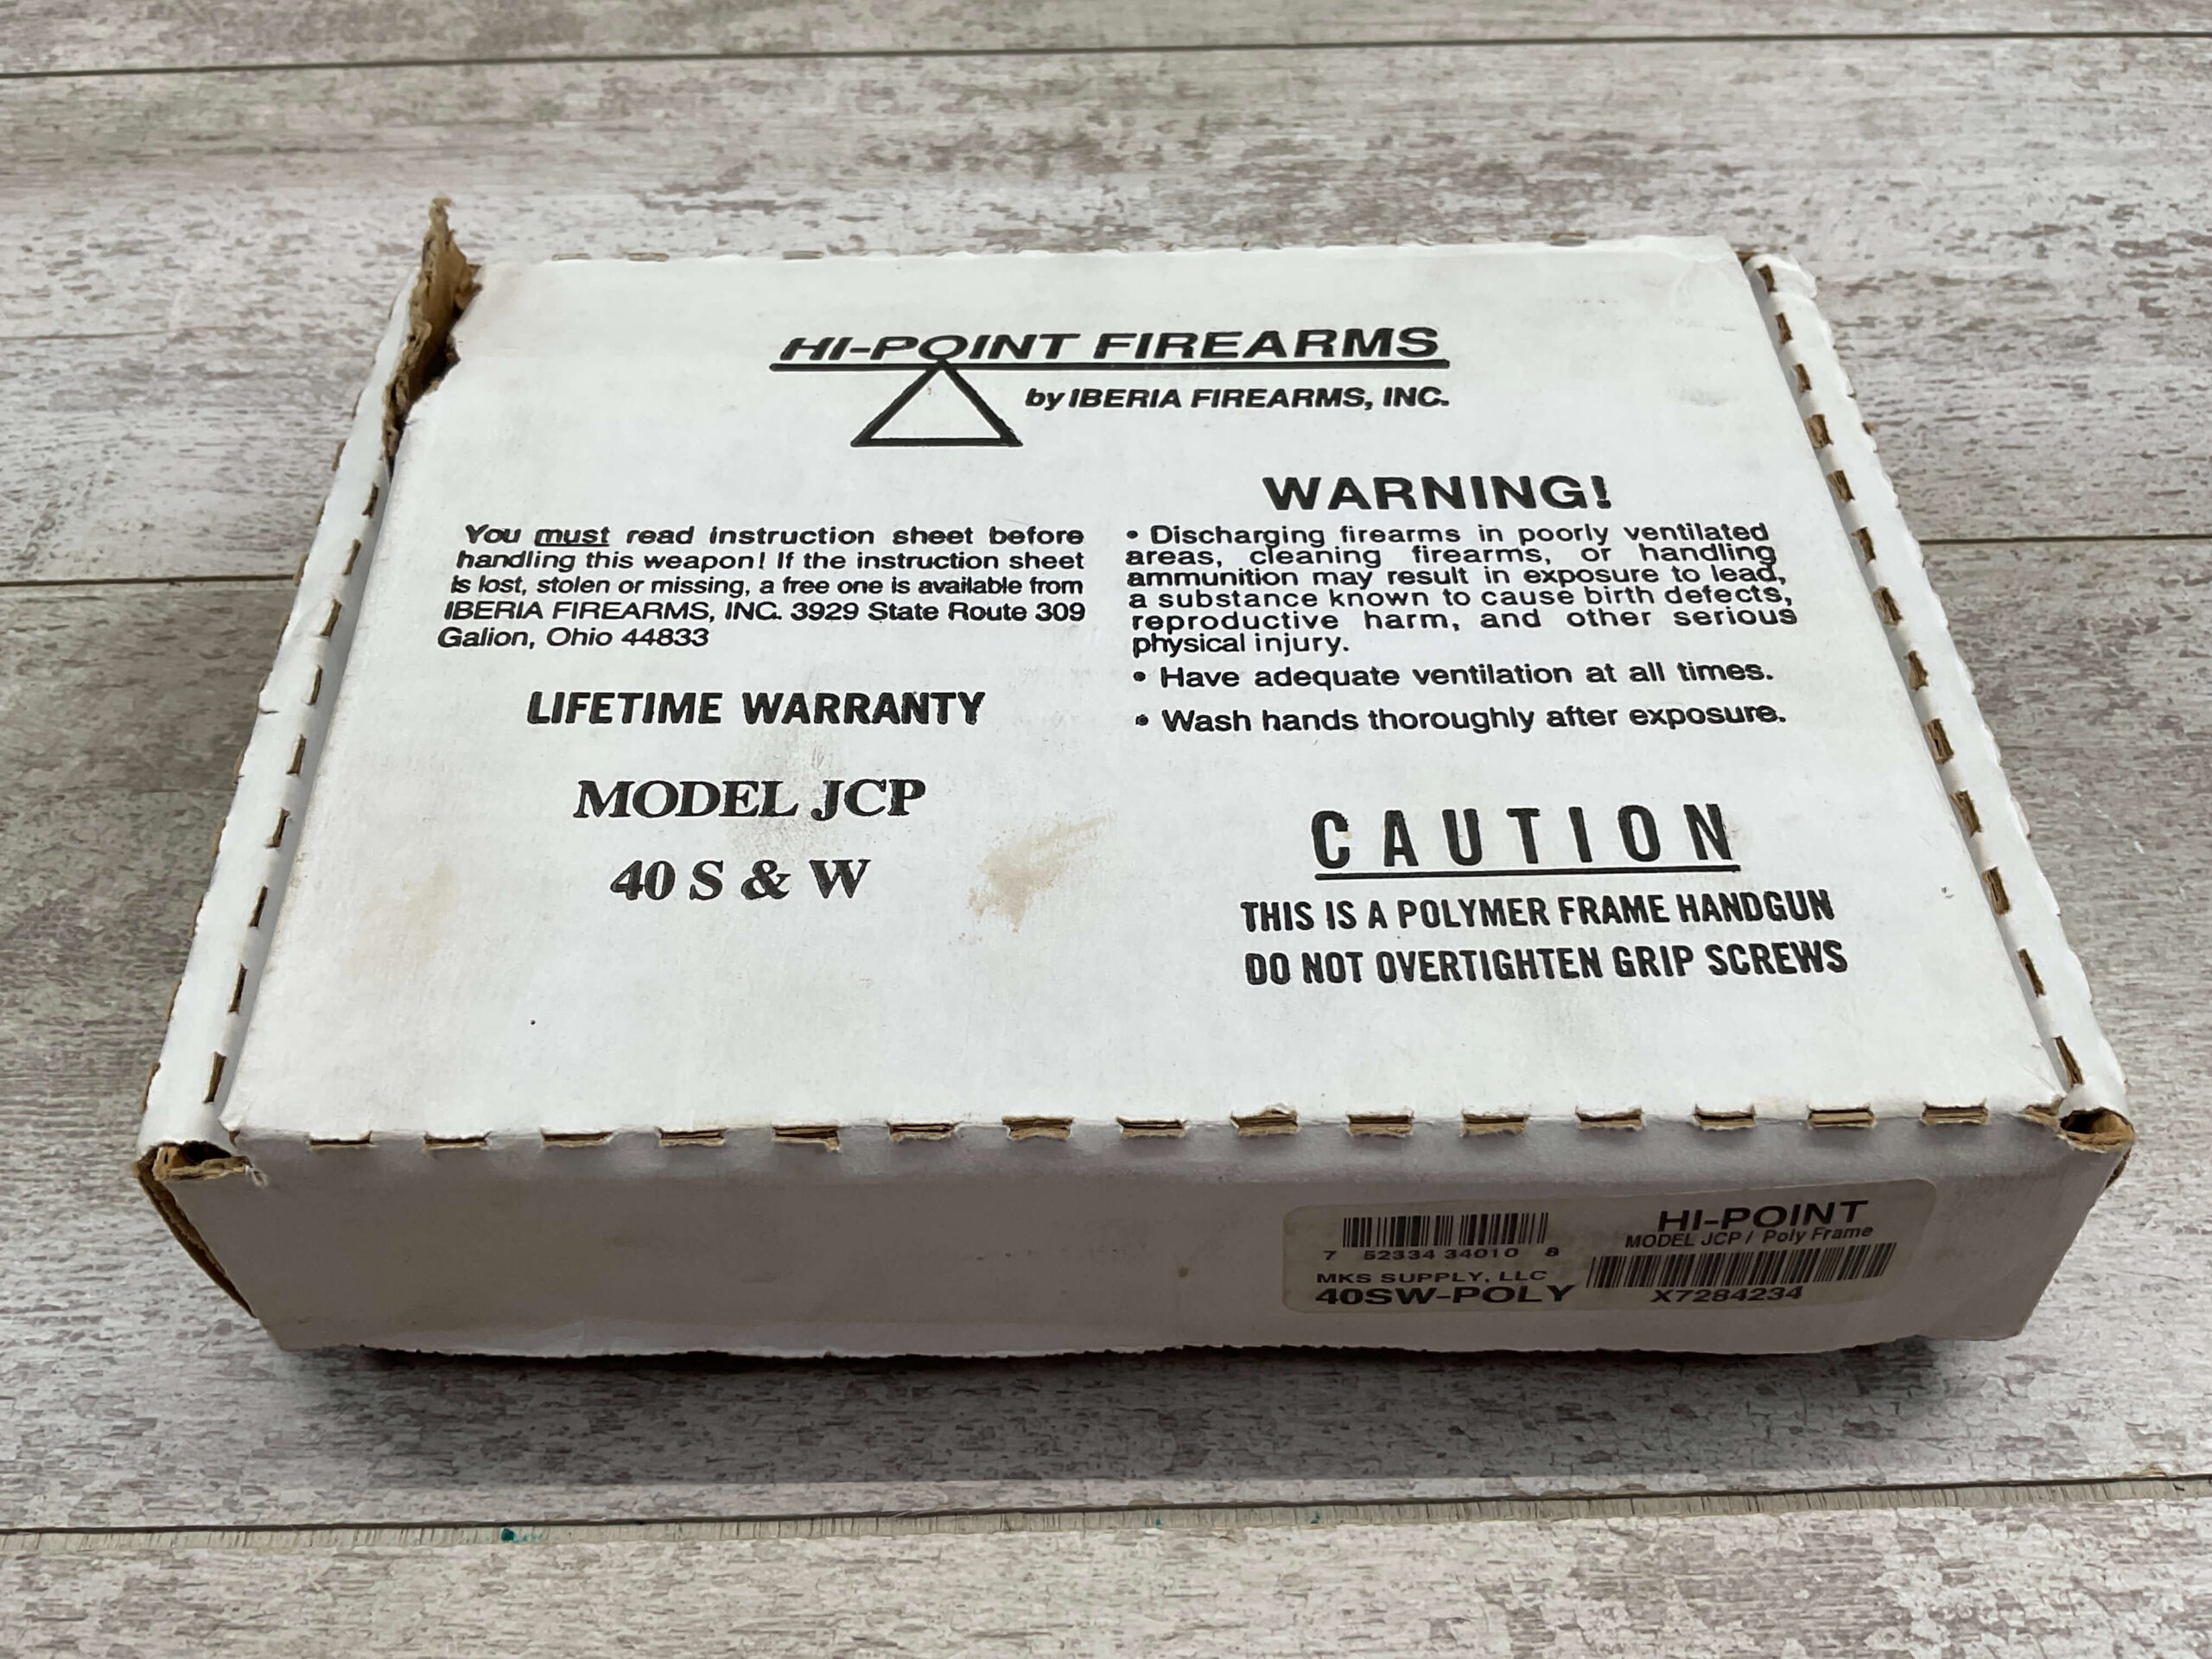 HI-POINT FIREARMS
by IBERIA FIREARMS, INC.
You must read instruction sheet before
handling this weapon! If the instruction sheet
is lost, stolen or missing, a free one is available from
IBERIA FIREARMS, INC. 3929 State Route 309
Galion, Ohio 44833
LIFETIME WARRANTY
MODEL JCP
40 S & W
WARNING!
• Discharging firearms in poorly ventilated
areas, cleaning firearms, or handling
ammunition may result in exposure to lead,
a substance known to cause birth defects,
reproductive harm, and other serious
physical injury.
• Have adequate ventilation at all times.
• Wash hands thoroughly after exposure.
CAUTION
THIS IS A POLYMER FRAME HANDGUN
DO NOT OVERTIGHTEN GRIP SCREWS
7 52334 34010 8
MKS SUPPLY, LLC
40SW-POLY
HI-POINT
MODEL JCP / Poly Frame
X7284234